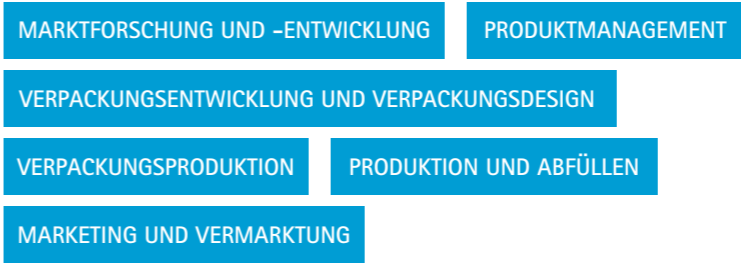 MARKTFORSCHUNG UND -ENTWICKLUNG
PRODUKTMANAGEMENT
VERPACKUNGSENTWICKLUNG UND VERPACKUNGSDESIGN
VERPACKUNGSPRODUKTION
PRODUKTION UND ABFÜLLEN
MARKETING UND VERMARKTUNG